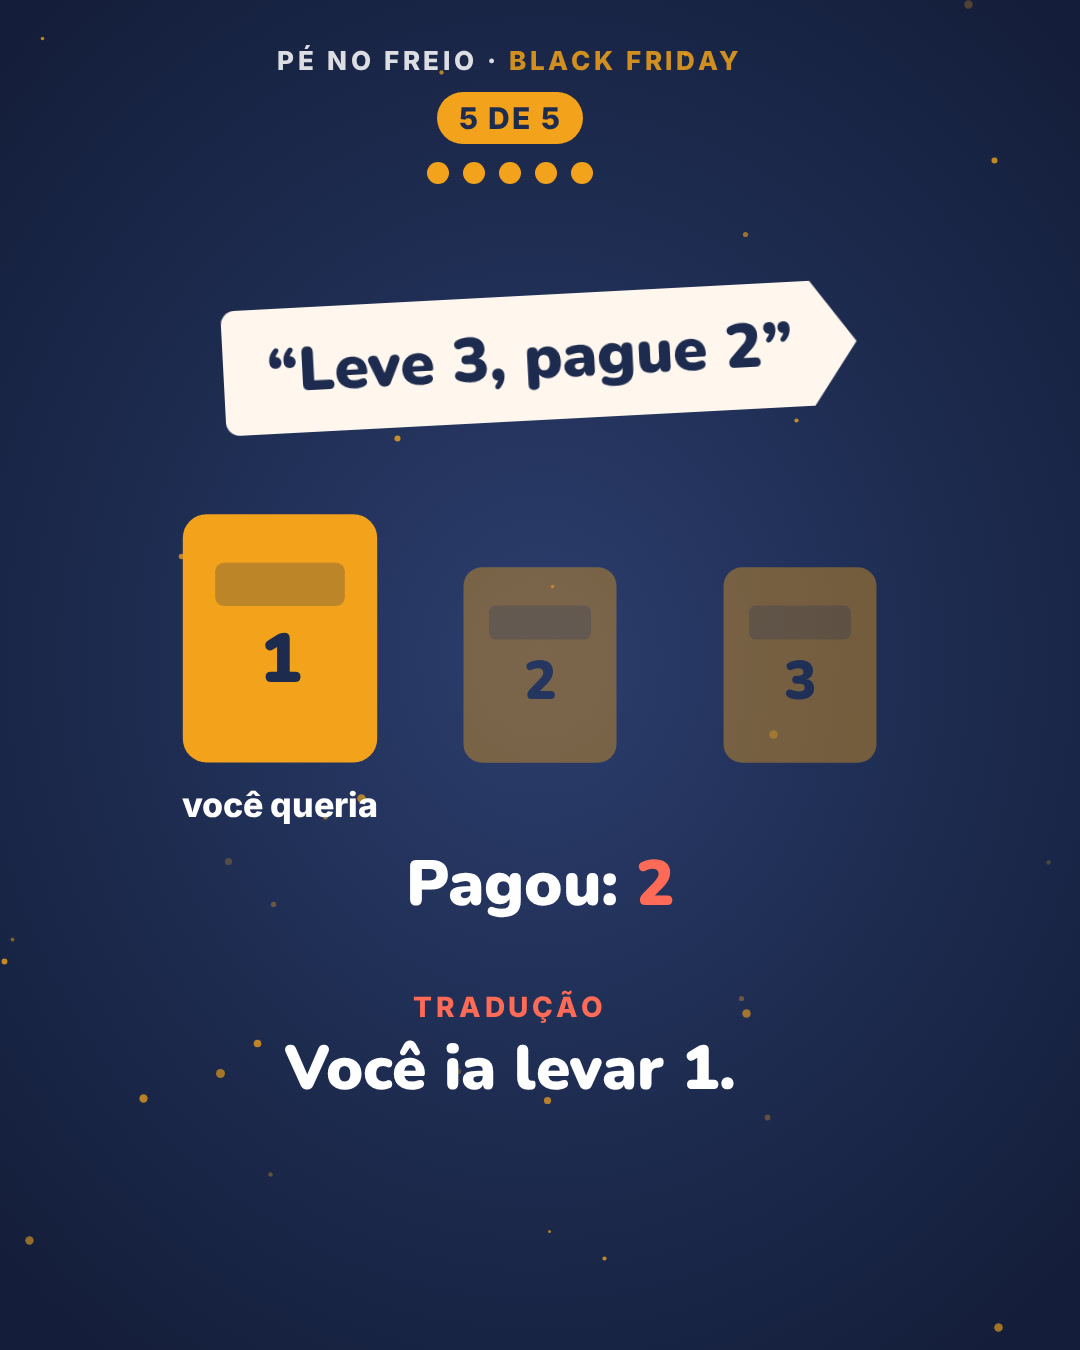 PÉ NO FREIO · BLACK FRIDAY
5 DE 5
“Leve 3, pague 2”
1
2
3
você queria
Pagou: 2
TRADUÇÃO
Você ia levar 1.